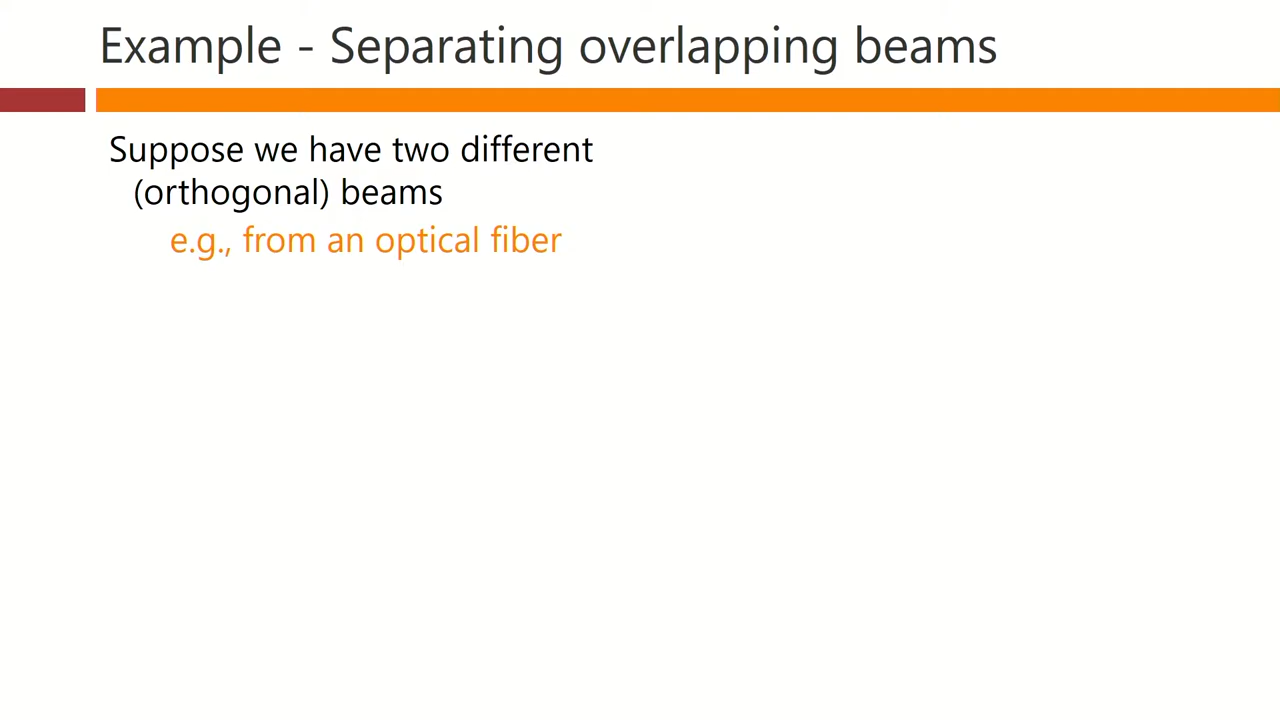 Example - Separating overlapping beams
Suppose we have two different
(orthogonal) beams
e.g., from an optical fiber